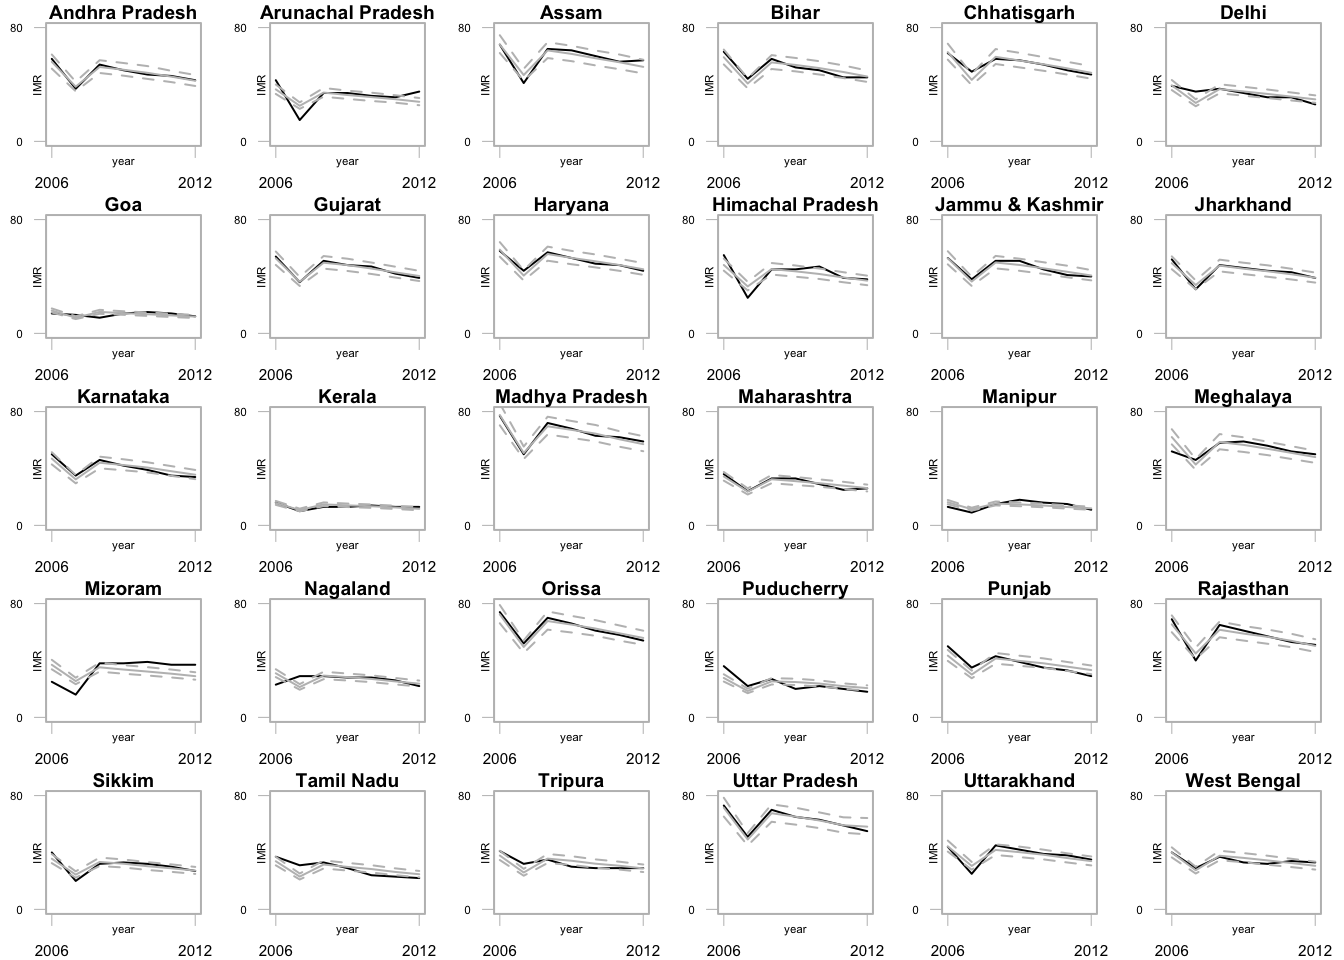 Andhra Pradesh Arunachal Pradesh Assam Bihar Chhatisgarh Delhi
80 80 80 80 80 80
IMR IMR IMR IMR IMR IMR
0 0 0 0 0 0
year year year year year year
2006 2012 2006 2012 2006 2012 2006 2012 2006 2012 2006 2012
Goa Gujarat Haryana Himachal Pradesh Jammu & Kashmir Jharkhand
80 80 80 80 80 80
IMR IMR IMR IMR IMR IMR
0 0 0 0 0 0
year year year year year year
2006 2012 2006 2012 2006 2012 2006 2012 2006 2012 2006 2012
Karnataka Kerala Madhya Pradesh Maharashtra Manipur Meghalaya
80 80 80 80 80 80
IMR IMR IMR IMR IMR IMR
0 0 0 0 0 0
year year year year year year
2006 2012 2006 2012 2006 2012 2006 2012 2006 2012 2006 2012
Mizoram Nagaland Orissa Puducherry Punjab Rajasthan
80 80 80 80 80 80
IMR IMR IMR IMR IMR IMR
0 0 0 0 0 0
year year year year year year
2006 2012 2006 2012 2006 2012 2006 2012 2006 2012 2006 2012
Sikkim Tamil Nadu Tripura Uttar Pradesh Uttarakhand West Bengal
80 80 80 80 80 80
IMR IMR IMR IMR IMR IMR
0 0 0 0 0 0
year year year year year year
2006 2012 2006 2012 2006 2012 2006 2012 2006 2012 2006 2012